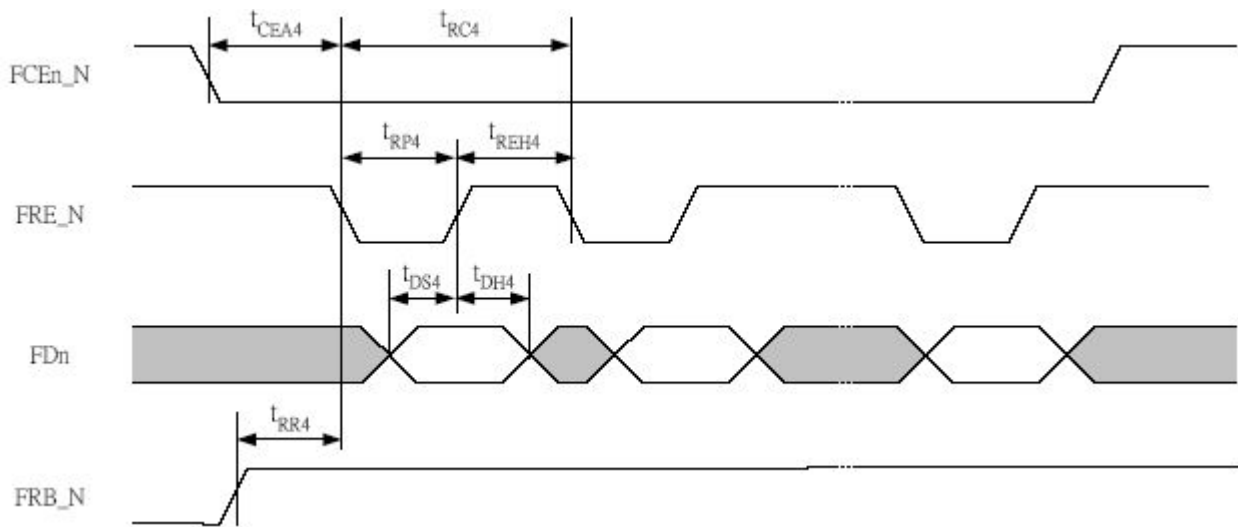 tCEA4 tRC4
FCEn_N
tRP4 tREH4
FRE_N
tDS4 tDH4
FDn
tRR4
FRB_N